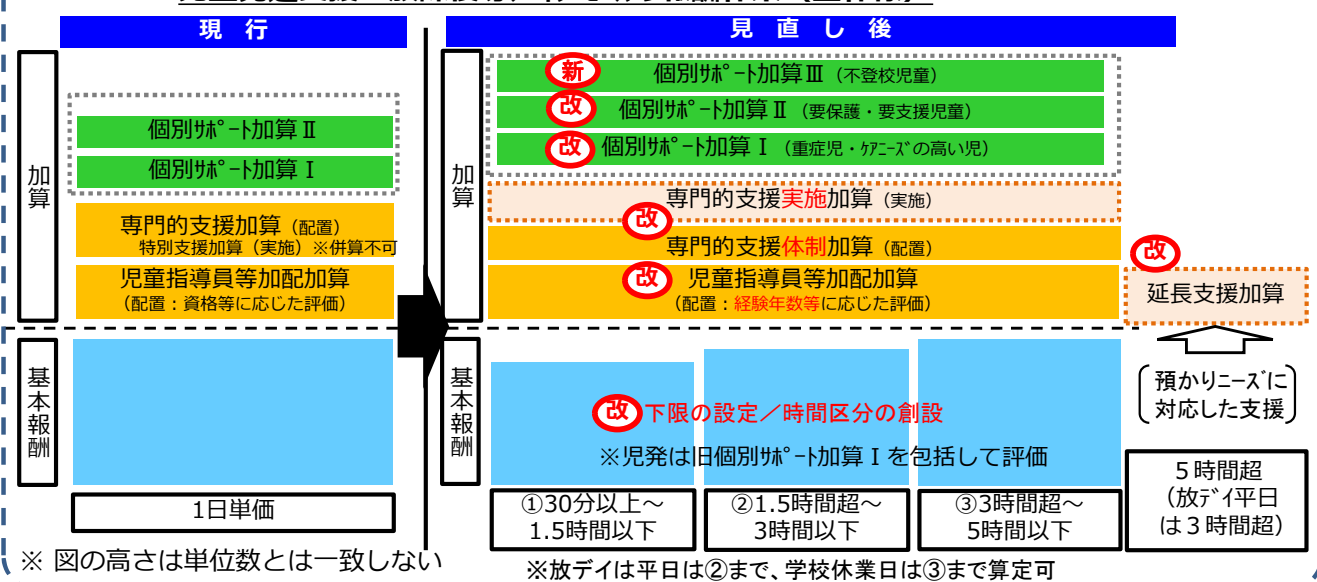 現 行
見 直 し 後
加算
個別ｻﾎﾟｰﾄ加算Ⅱ
個別ｻﾎﾟｰﾄ加算Ⅰ
専門的支援加算（配置）
特別支援加算（実施）※併算不可
児童指導員等加配加算
（配置：資格等に応じた評価）
基本報酬
1日単価
※ 図の高さは単位数とは一致しない
加算
新 個別ｻﾎﾟｰﾄ加算Ⅲ（不登校児童）
改 個別ｻﾎﾟｰﾄ加算Ⅱ（要保護・要支援児童）
改 個別ｻﾎﾟｰﾄ加算Ⅰ（重症児・ｹｱﾆｰｽﾞの高い児）
専門的支援実施加算（実施）
改
専門的支援体制加算（配置）
改 児童指導員等加配加算
（配置：経験年数等に応じた評価）
改
延長支援加算
預かりﾆｰｽﾞに
対応した支援
基本報酬
改 下限の設定／時間区分の創設
※児発は旧個別ｻﾎﾟｰﾄ加算Ⅰを包括して評価
①30分以上～
1.5時間以下
②1.5時間超～
3時間以下
③3時間超～
5時間以下
５時間超
（放ﾃﾞｲ平日
は３時間超）
※放デイは平日は②まで、学校休業日は③まで算定可